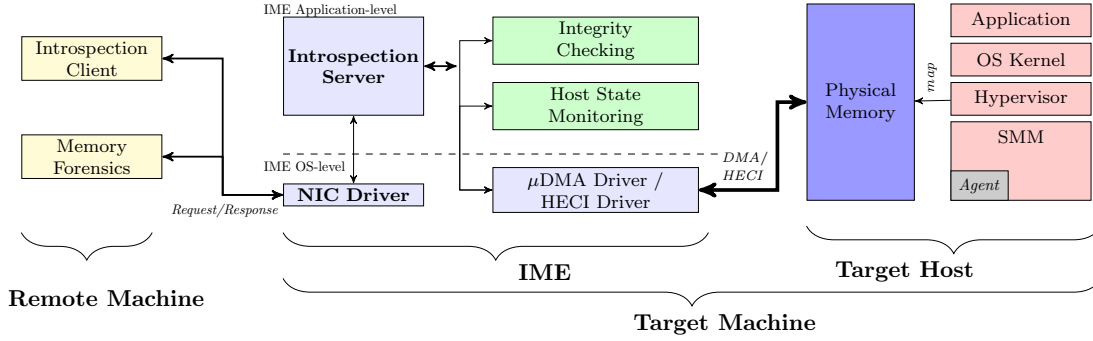 IME Application-level
Introspection
Client
Memory
Forensics
Request/Response
Introspection
Server
IME OS-level
NIC Driver
Integrity
Checking
Host State
Monitoring
μDMA Driver /
HECI Driver
DMA/
HECI
Physical
Memory
map
Application
OS Kernel
Hypervisor
SMM
Agent
Remote Machine
IME
Target Host
Target Machine